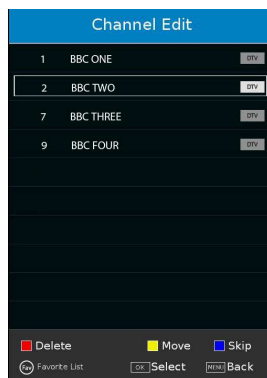 Channel Edit
1 BBC ONE DTV
2 BBC TWO DTV
7 BBC THREE DTV
9 BBC FOUR DTV
Delete Move Skip
Fav Favorite List OK Select MENU Back